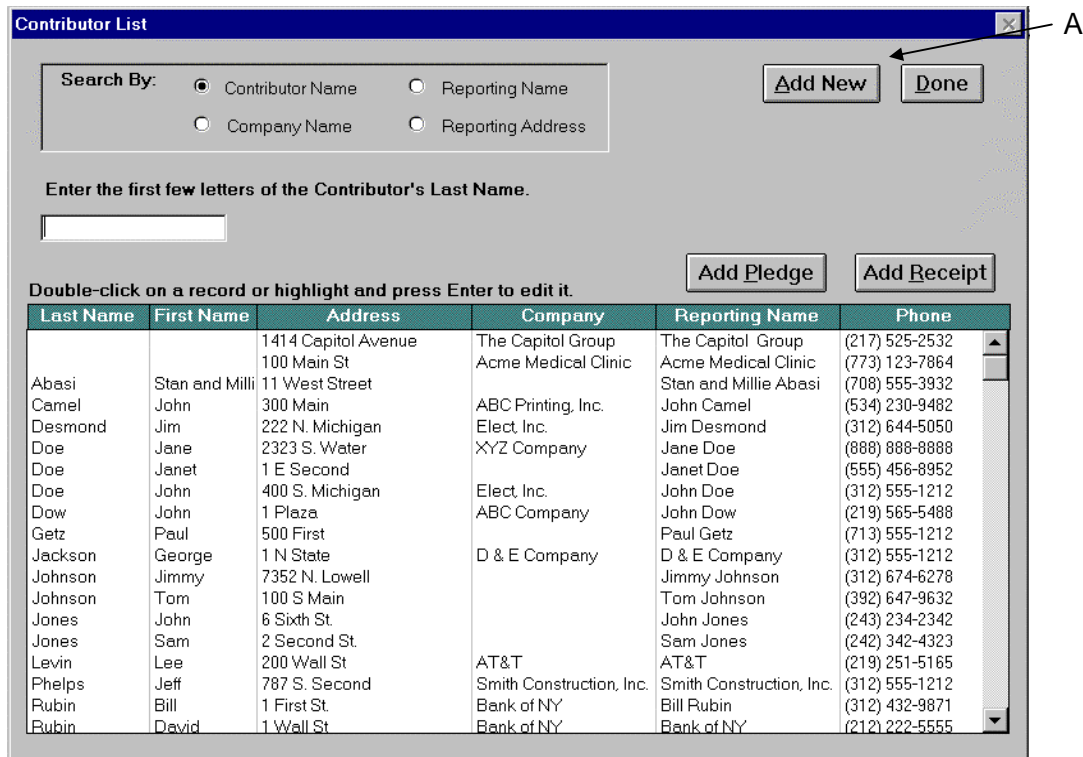 Contributor List
A
Search By:
Contributor Name
Reporting Name
Add New
Done
Company Name
Reporting Address
Enter the first few letters of the Contributor's Last Name.
Add Pledge
Add Receipt
Double-click on a record or highlight and press Enter to edit it.
Last Name First Name Address Company Reporting Name Phone
1414 Capitol Avenue The Capitol Group The Capitol Group (217) 525-2532
100 Main St Acme Medical Clinic Acme Medical Clinic (773) 123-7864
Abasi Stan and Milli 11 West Street Stan and Millie Abasi (708) 555-3932
Camel John 300 Main ABC Printing, Inc. John Camel (534) 230-9482
Desmond Jim 222 N. Michigan Elect, Inc. Jim Desmond (312) 644-5050
Doe Jane 2323 S. Water XYZ Company Jane Doe (888) 888-8888
Doe Janet 1 E Second Janet Doe (555) 456-8952
Doe John 400 S. Michigan Elect, Inc. John Doe (312) 555-1212
Dow John 1 Plaza ABC Company John Dow (219) 565-5488
Getz Paul 500 First Paul Getz (713) 555-1212
Jackson George 1 N State D & E Company D & E Company (312) 555-1212
Johnson Jimmy 7352 N. Lowell Jimmy Johnson (312) 674-6278
Johnson Tom 100 S Main Tom Johnson (392) 647-9632
Jones John 6 Sixth St. John Jones (243) 234-2342
Jones Sam 2 Second St. Sam Jones (242) 342-4323
Levin Lee 200 Wall St AT&T AT&T (219) 251-5165
Phelps Jeff 787 S. Second Smith Construction, Inc. Smith Construction, Inc. (312) 555-1212
Rubin Bill 1 First St. Bank of NY Bill Rubin (312) 432-9871
Rubin David 1 Wall St Bank of NY Bank of NY (212) 222-5555